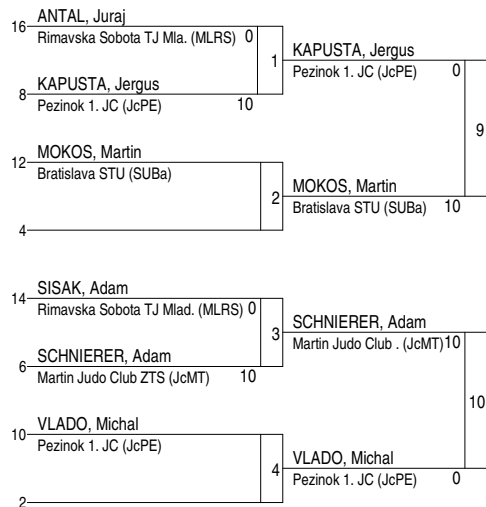 ANTAL, Juraj
16
Rimavska Sobota TJ Mla. (MLRS) 0
1
KAPUSTA, Jergus
Pezinok 1. JC (JcPE) 0
KAPUSTA, Jergus
8
Pezinok 1. JC (JcPE) 10
9
MOKOS, Martin
12
Bratislava STU (SUBa)
2
MOKOS, Martin
Bratislava STU (SUBa) 10
4
SISAK, Adam
14
Rimavska Sobota TJ Mlad. (MLRS) 0
3
SCHNIERER, Adam
Martin Judo Club . (JcMT) 10
SCHNIERER, Adam
6
Martin Judo Club ZTS (JcMT) 10
10
VLADO, Michal
10
Pezinok 1. JC (JcPE)
4
VLADO, Michal
Pezinok 1. JC (JcPE) 0
2